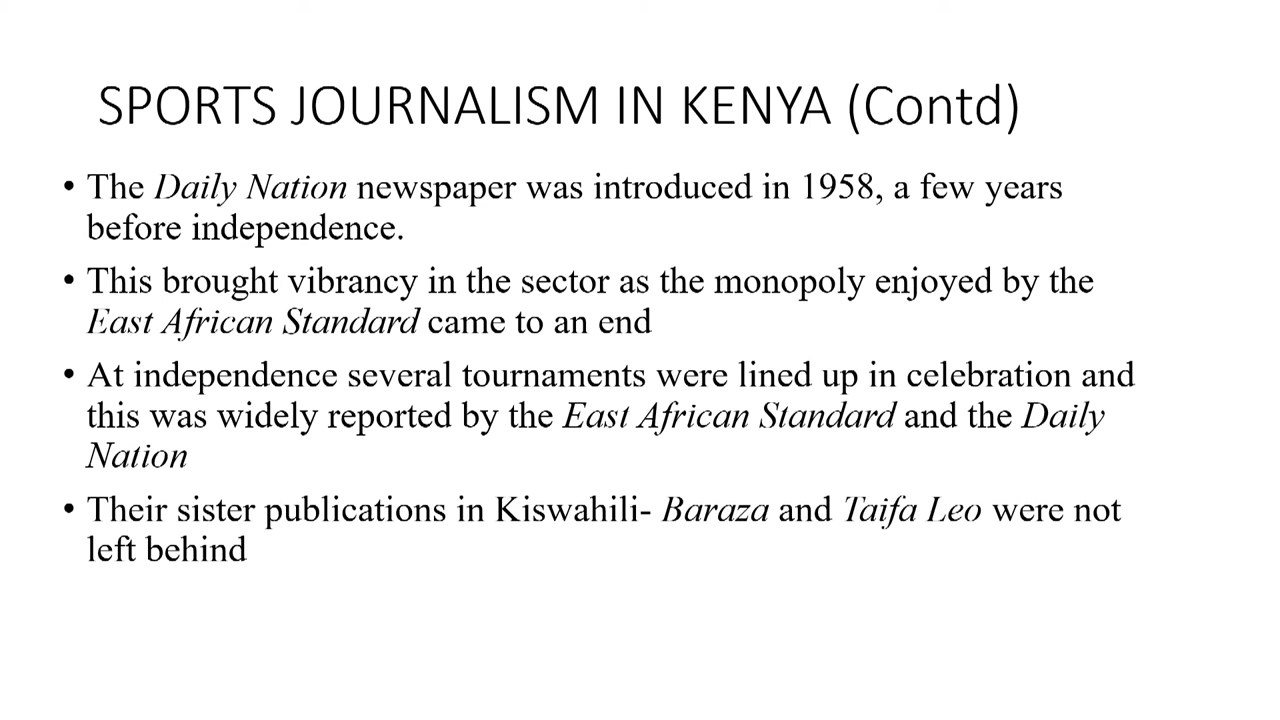 SPORTS JOURNALISM IN KENYA (Contd)
• The Daily Nation newspaper was introduced in 1958, a few years
before independence.
• This brought vibrancy in the sector as the monopoly enjoyed by the
East African Standard came to an end
• At independence several tournaments were lined up in celebration and
this was widely reported by the East African Standard and the Daily
Nation
• Their sister publications in Kiswahili- Baraza and Taifa Leo were not
left behind